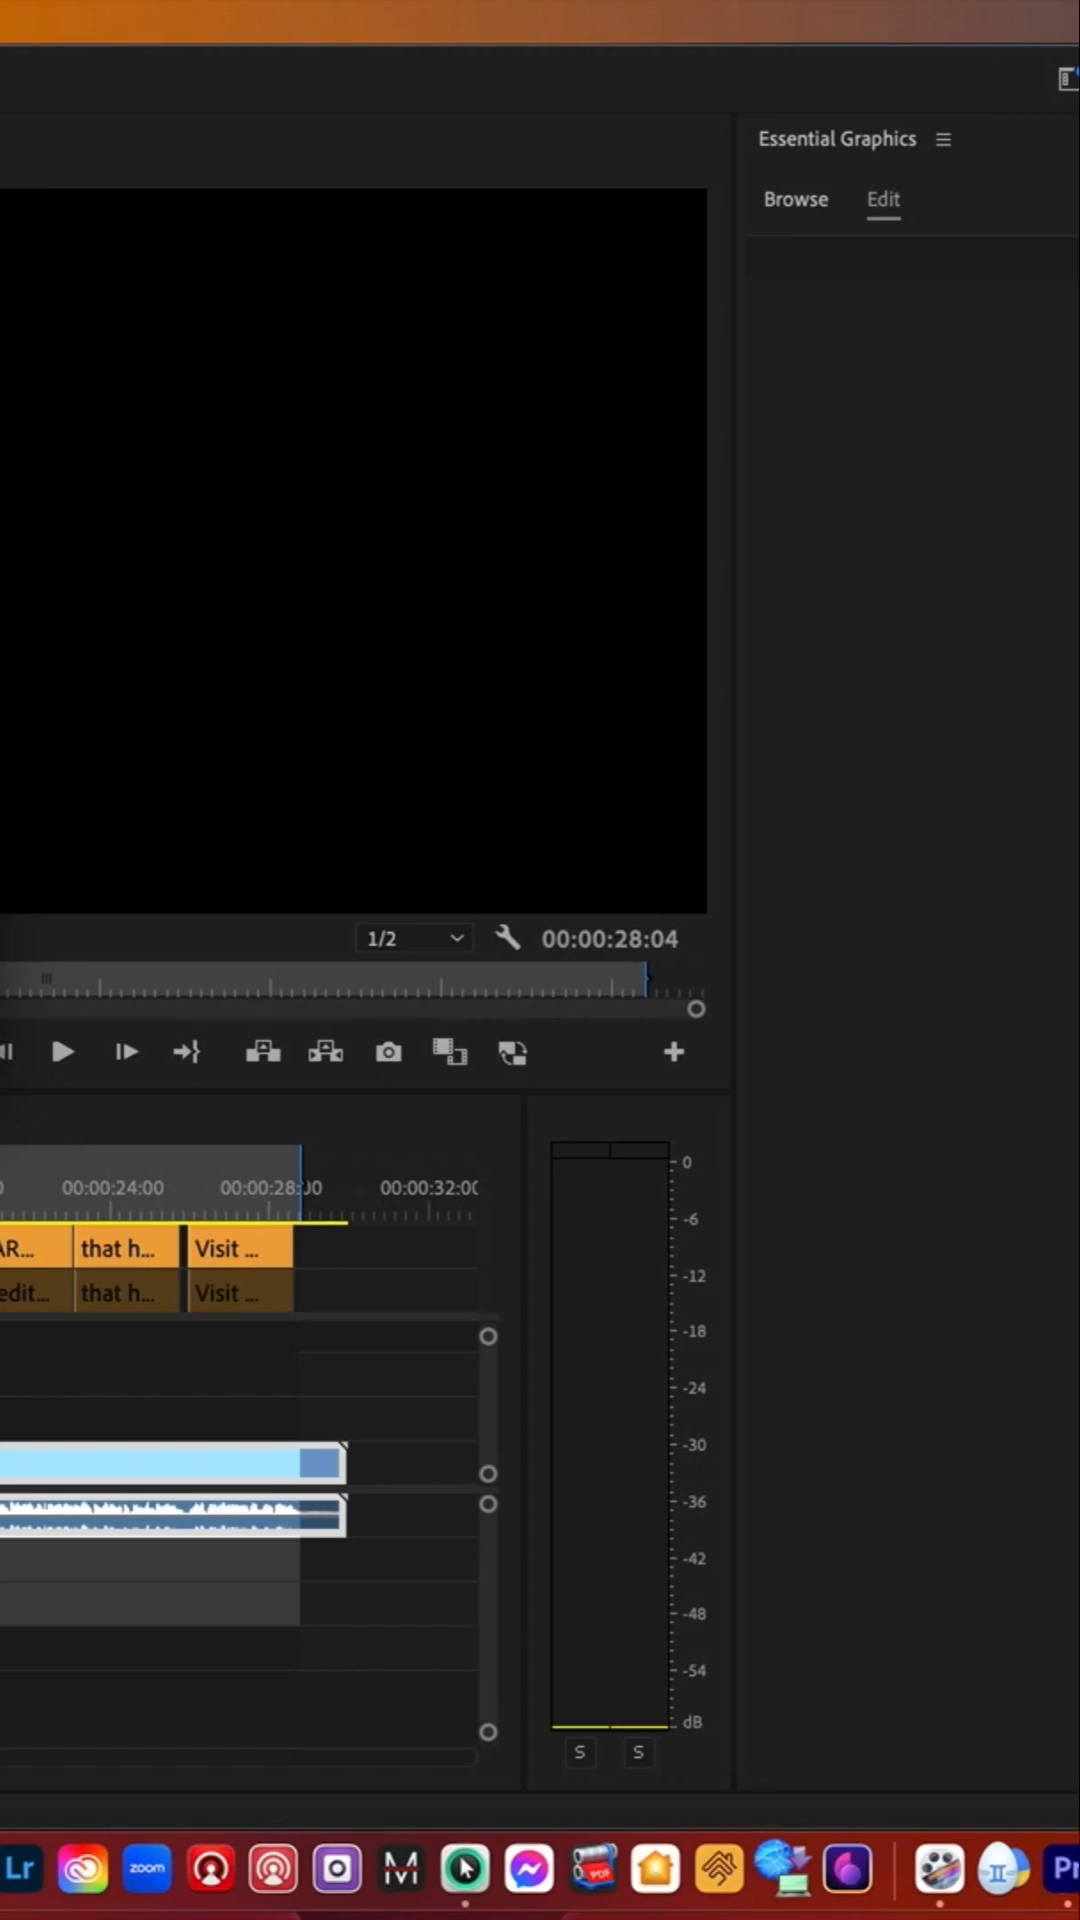 Essential Graphics
Browse Edit
1/2 00:00:28:04
00:00:24:00 00:00:28:00
AR... that h... Visit ...
edit... that h... Visit ...
0
-6
-12
-18
-24
-30
-36
-42
-48
-54
dB
S S
Lr zoom PDF Pr